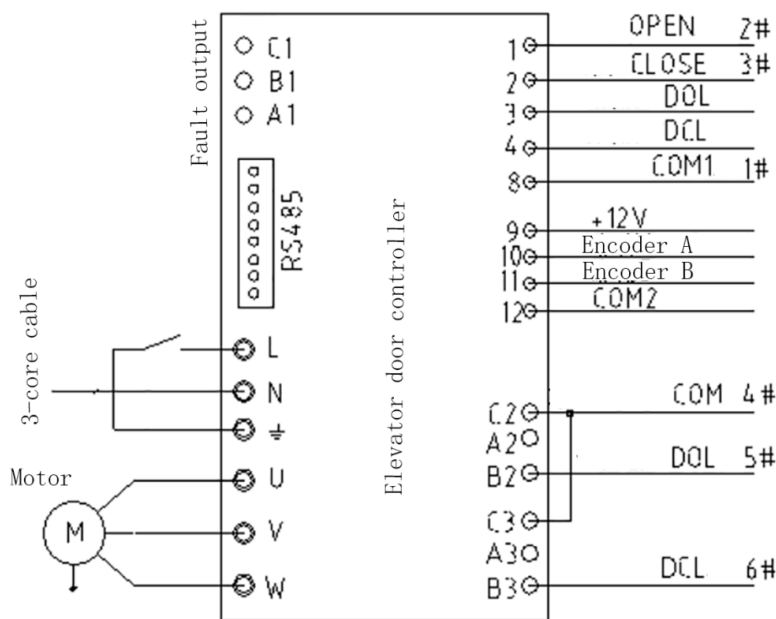 Fault output
C1
B1
A1
RS485
3-core cable
L
N
Motor
M
U
V
W
Elevator door controller
1 OPEN 2#
2 CLOSE 3#
3 DOL
4 DCL
8 COM1 1#
9 +12V
10 Encoder A
11 Encoder B
12 COM2
C2 COM 4#
A2
B2 DOL 5#
C3
A3
B3 DCL 6#